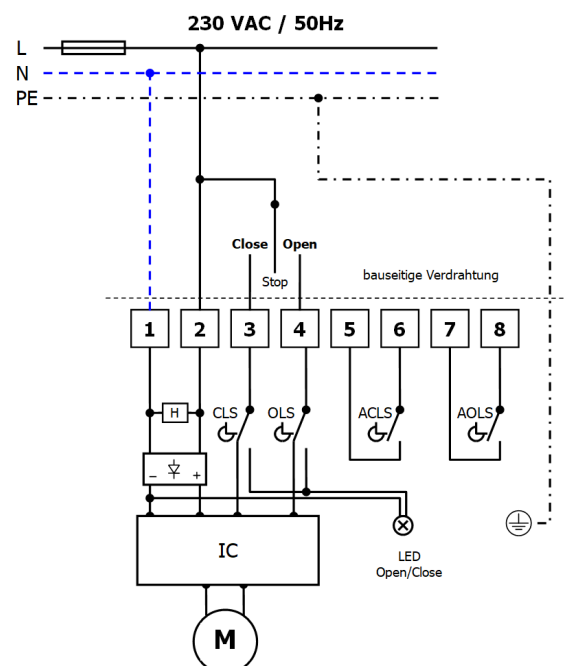 230 VAC / 50Hz
L
N
PE
Close Open
Stop
bauseitige Verdrahtung
1 2 3 4 5 6 7 8
H CLS OLS ACLS AOLS
– +
IC
LED
Open/Close
M